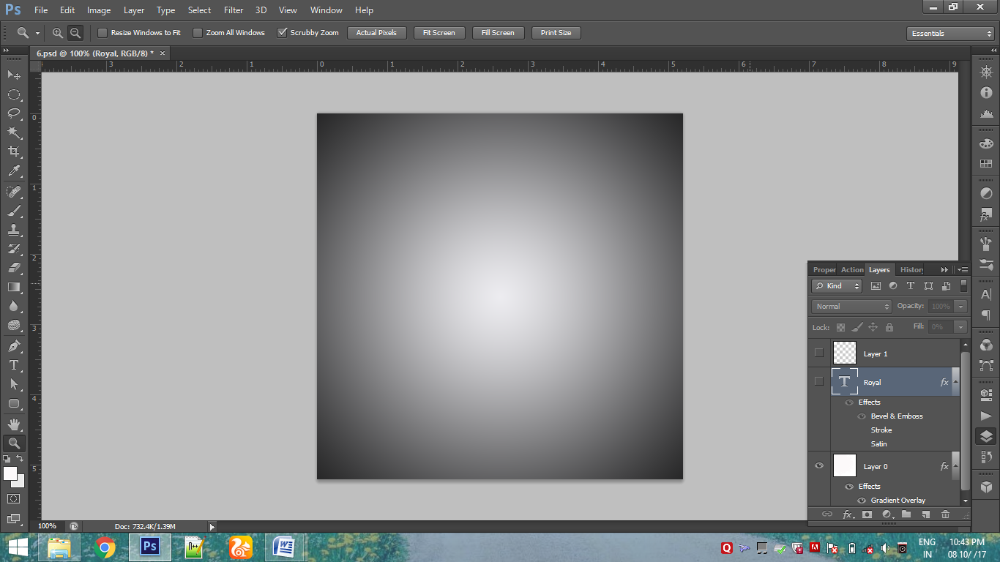 Ps File Edit Image Layer Type Select Filter 3D View Window Help
Resize Windows to Fit Zoom All Windows Scrubby Zoom Actual Pixels Fit Screen Fill Screen Print Size Essentials
6.psd @ 100% (Royal, RGB/8) * ×
3 2 1 0 1 2 3 4 5 6 7 8 9
0
1
2
3
4
5
Proper Action Layers History
Kind
Normal Opacity: 100%
Lock: Fill: 0%
Layer 1
T Royal fx
Effects
Bevel & Emboss
Stroke
Satin
Layer 0 fx
Effects
Gradient Overlay
100% Doc: 732.4K/1.39M
ENG 10:43 PM
IN 08 10/ /17